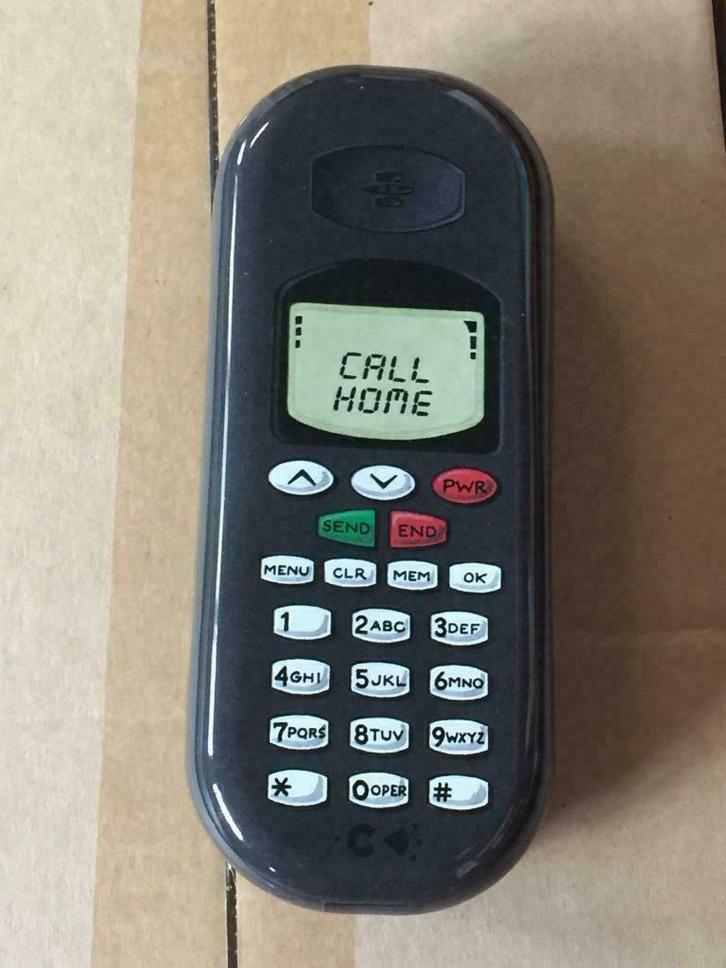 CALL
HOME
PWR
SEND END
MENU CLR MEM OK
1 2ABC 3DEF
4GHI 5JKL 6MNO
7PQRS 8TUV 9WXYZ
* 0OPER #
C